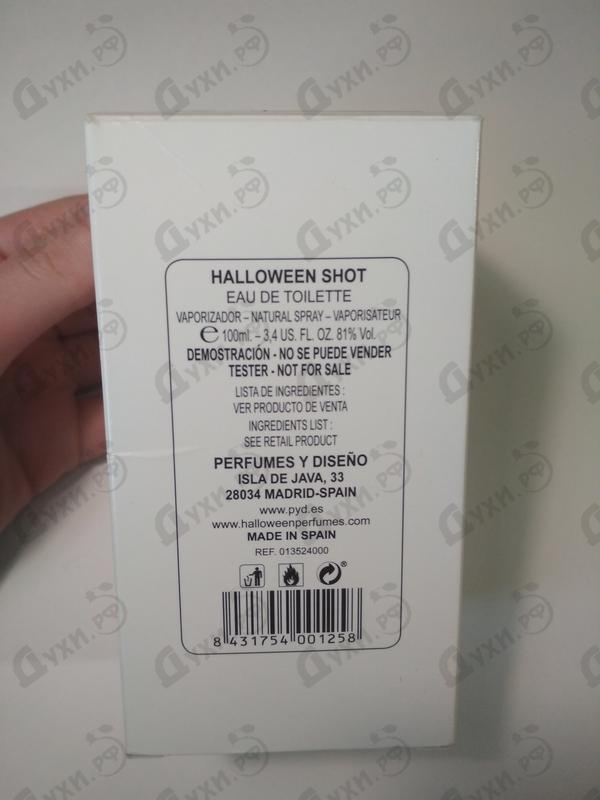 HALLOWEEN SHOT
EAU DE TOILETTE
VAPORIZADOR – NATURAL SPRAY – VAPORISATEUR
℮ 100ml. – 3,4 US. FL. OZ. 81% Vol.
DEMOSTRACIÓN - NO SE PUEDE VENDER
TESTER - NOT FOR SALE
LISTA DE INGREDIENTES :
VER PRODUCTO DE VENTA
INGREDIENTS LIST :
SEE RETAIL PRODUCT
PERFUMES Y DISEÑO
ISLA DE JAVA, 33
28034 MADRID-SPAIN
www.pyd.es
www.halloweenperfumes.com
MADE IN SPAIN
REF. 013524000
8 431754 001258
Духи.рф